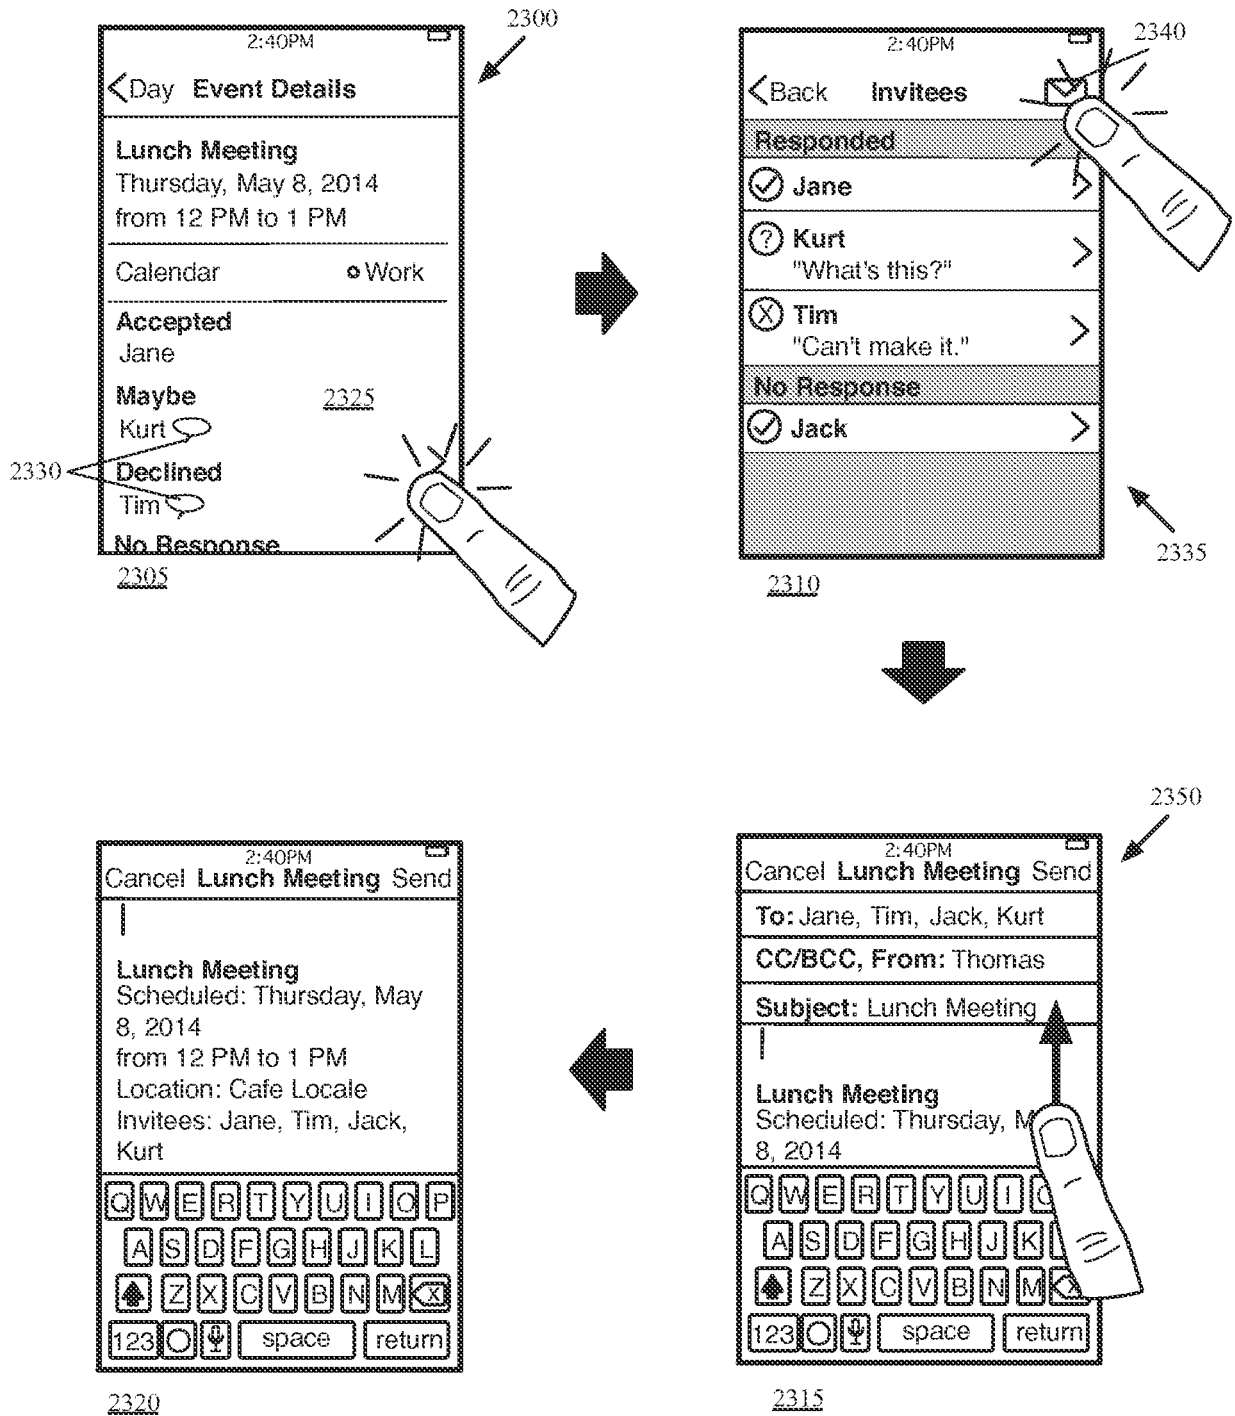 2300
2:40PM
Day Event Details
Lunch Meeting
Thursday, May 8, 2014
from 12 PM to 1 PM
Calendar Work
Accepted
Jane
Maybe
2325
Kurt
2330
Declined
Tim
No Response
2305
2340
2:40PM
Back Invitees
Responded
Jane
? Kurt
"What's this?"
X Tim
"Can't make it."
No Response
Jack
2335
2310
2350
2:40PM
Cancel Lunch Meeting Send
To: Jane, Tim, Jack, Kurt
CC/BCC, From: Thomas
Subject: Lunch Meeting
Lunch Meeting
Scheduled: Thursday, M
8, 2014
Q W E R T Y U I O
A S D F G H J K L
Z X C V B N M X
123 space return
2315
2:40PM
Cancel Lunch Meeting Send
Lunch Meeting
Scheduled: Thursday, May
8, 2014
from 12 PM to 1 PM
Location: Cafe Locale
Invitees: Jane, Tim, Jack,
Kurt
Q W E R T Y U I O P
A S D F G H J K L
Z X C V B N M X
123 space return
2320